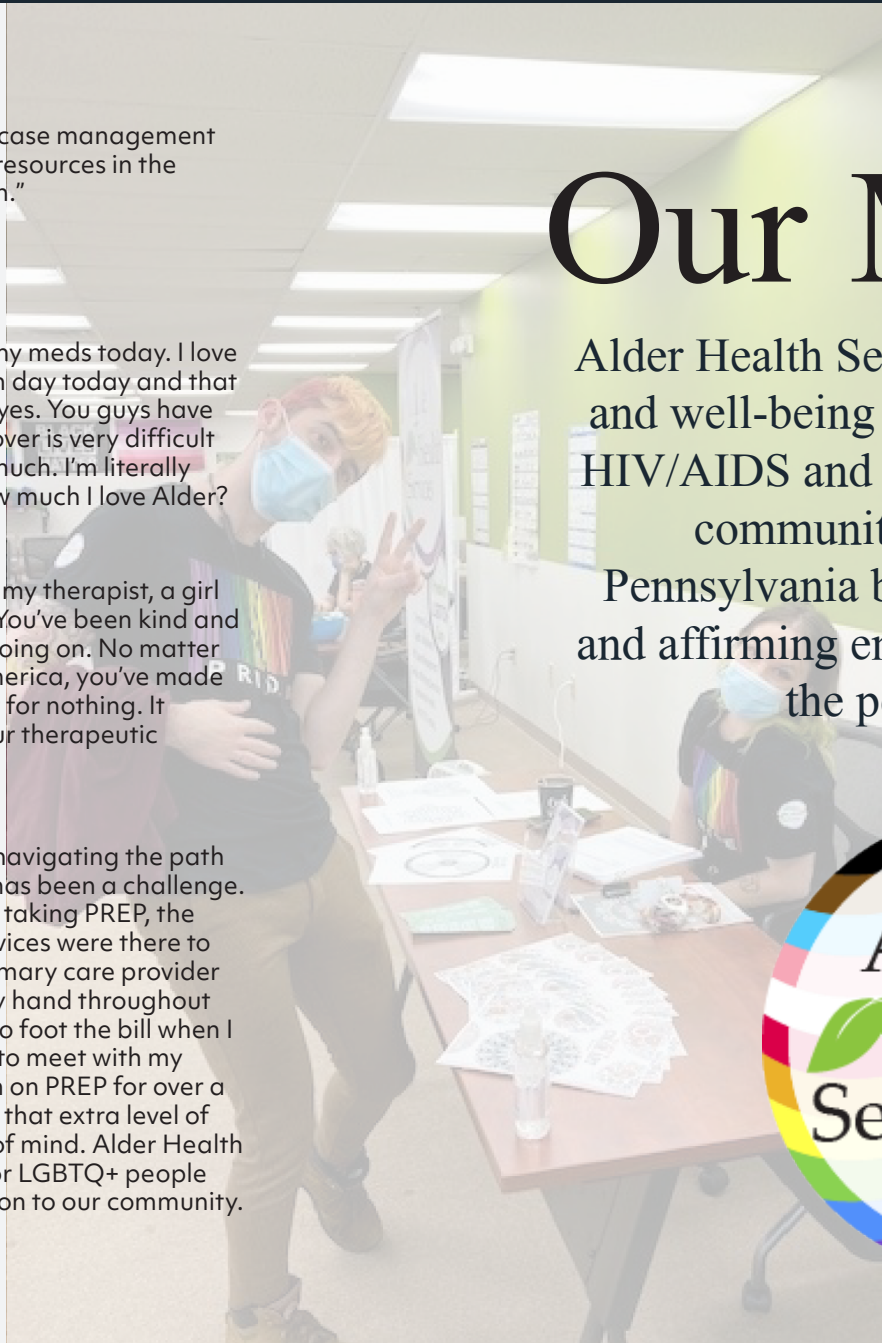 case management
resources in the
n.”
my meds today. I love
n day today and that
yes. You guys have
over is very difficult
much. I’m literally
w much I love Alder?
my therapist, a girl
You’ve been kind and
oing on. No matter
merica, you’ve made
for nothing. It
ur therapeutic
navigating the path
has been a challenge.
taking PREP, the
vices were there to
mary care provider
y hand throughout
o foot the bill when I
to meet with my
n on PREP for over a
that extra level of
of mind. Alder Health
or LGBTQ+ people
on to our community.
Our M
Alder Health Se
and well-being
HIV/AIDS and
communit
Pennsylvania b
and affirming en
the p
PRID
A
Se